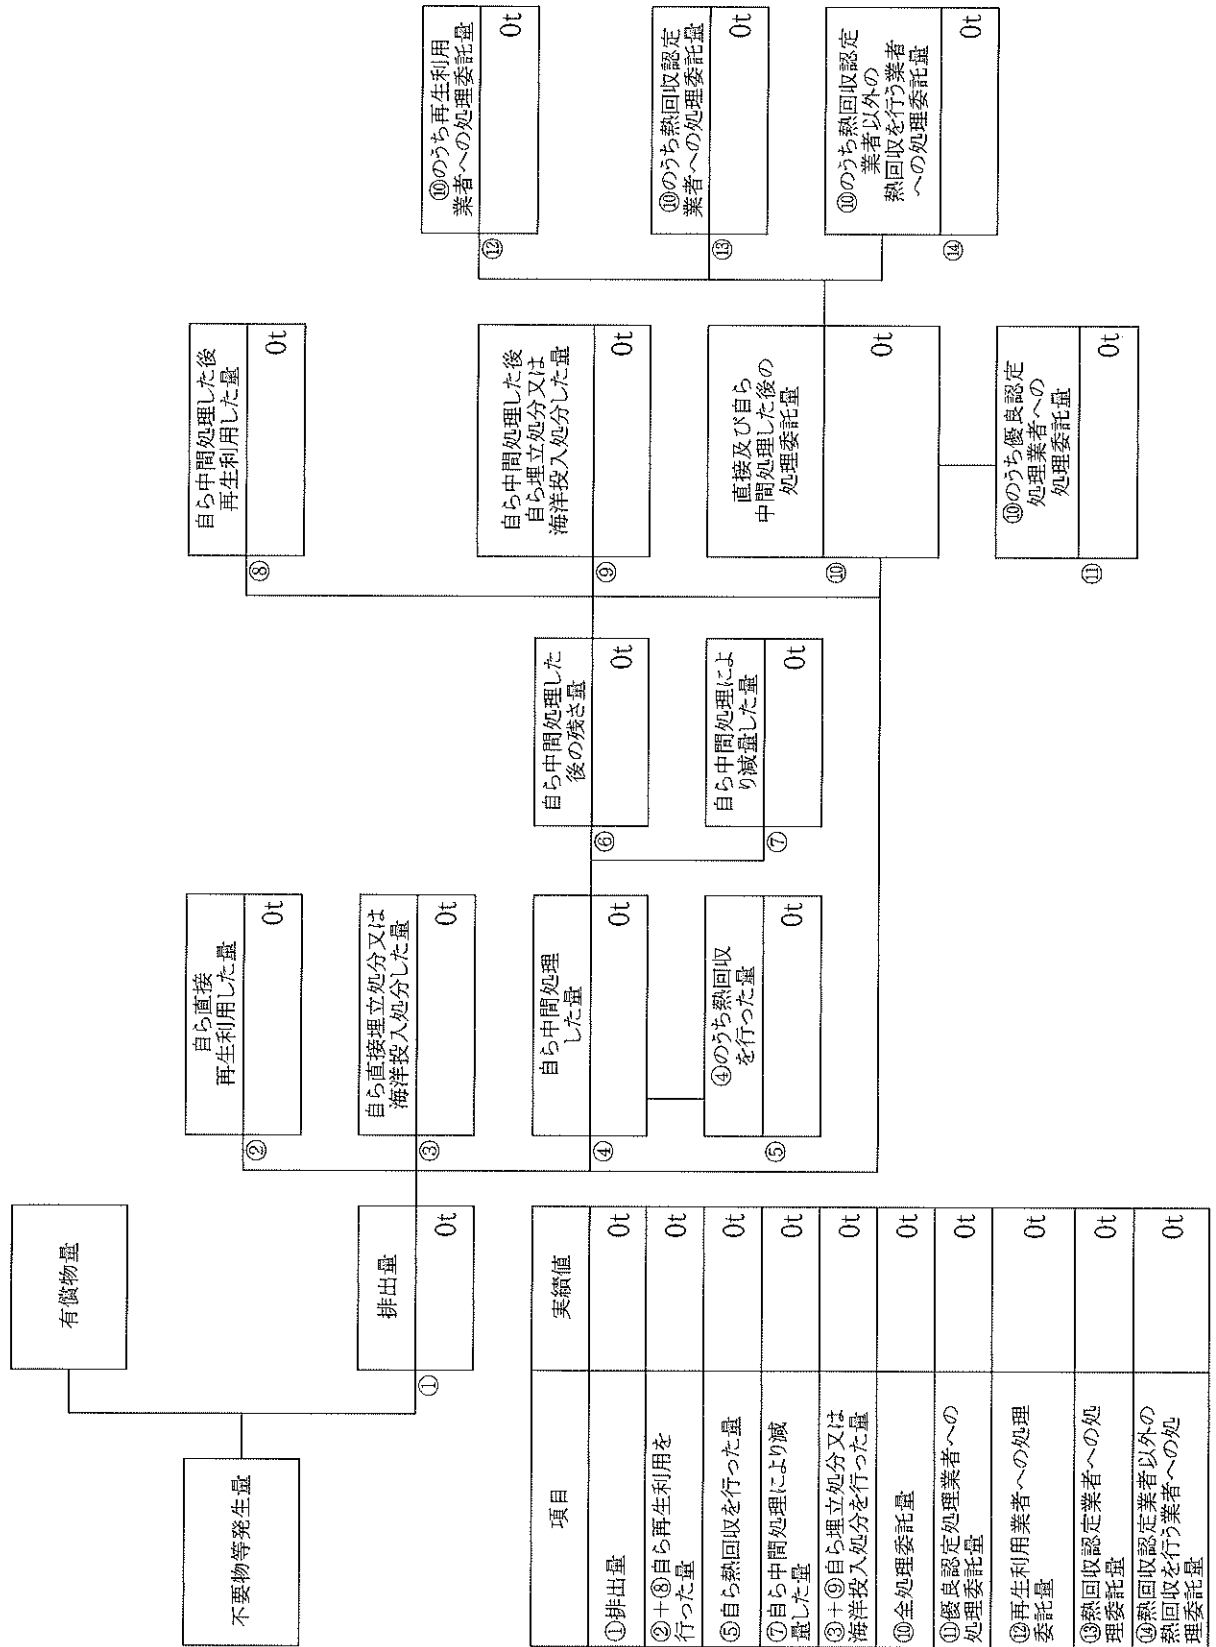 不要物等発生量
有償物量
①
排出量
0t
②
自ら直接
再生利用した量
0t
③
自ら直接埋立処分又は
海洋投入処分した量
0t
④
自ら中間処理
した量
0t
⑤
④のうち熱回収
を行った量
0t
⑥
自ら中間処理した
後の残さ量
0t
⑦
自ら中間処理によ
り減量した量
0t
⑧
自ら中間処理した後
再生利用した量
0t
⑨
自ら中間処理した後
自ら埋立処分又は
海洋投入処分した量
0t
⑩
直接及び自ら
中間処理した後の
処理委託量
0t
⑪
⑩のうち優良認定
処理業者への
処理委託量
0t
⑫
⑩のうち再生利用
業者への処理委託量
0t
⑬
⑩のうち熱回収認定
業者への処理委託量
0t
⑭
⑩のうち熱回収認定
業者以外の
熱回収を行う業者
への処理委託量
0t
項目 実績値
①排出量 0t
②+⑧自ら再生利用を
行った量 0t
⑤自ら熱回収を行った量 0t
⑦自ら中間処理により減
量した量 0t
③+⑨自ら埋立処分又は
海洋投入処分を行った量 0t
⑩全処理委託量 0t
⑪優良認定処理業者への
処理委託量 0t
⑫再生利用業者への処理
委託量 0t
⑬熱回収認定業者への処
理委託量 0t
⑭熱回収認定業者以外の
熱回収を行う業者への処
理委託量 0t